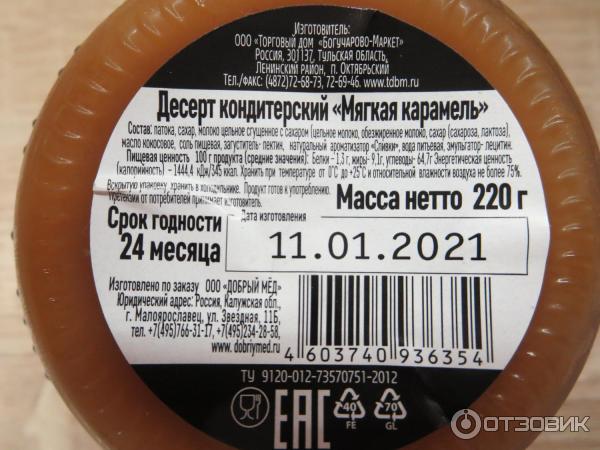 Изготовитель:
ООО «Торговый дом «Богучарово-Маркет»
Россия, 301137, Тульская область,
Ленинский район, п. Октябрьский
Тел./факс: (4872)72-68-73, 72-69-46. www.tdbm.ru
Десерт кондитерский «Мягкая карамель»
Состав: патока, сахар, молоко цельное сгущенное с сахаром (цельное молоко, обезжиренное молоко, сахар (сахароза, лактоза),
масло кокосовое, соль пищевая, загуститель- пектин, натуральный ароматизатор «Сливки», вода питьевая, эмульгатор- лецитин.
Пищевая ценность 100 г продукта (средние значения): Белки - 1,3 г, жиры- 9,1г, углеводы- 64,7г Энергетическая ценность
(калорийность) - 1444,4 кДж/345 ккал. Хранить при температуре от 0°С до +25°С и относительной влажности воздуха не более 75%.
Вскрытую упаковку хранить в холодильнике. Продукт готов к употреблению.
Претензии от потребителей принимает изготовитель.
Масса нетто 220 г
Срок годности
24 месяца
Дата изготовления
11.01.2021
Изготовлено по заказу ООО «ДОБРЫЙ МЁД»
Юридический адрес: Россия, Калужская обл.,
г. Малоярославец, ул. Звездная, 11Б,
тел. +7(495)766-31-17, +7(495)234-28-58,
www.dobriymed.ru
4 603740 936354
ТУ 9120-012-73570751-2012
EAC
40
FE
70
GL
ОТЗОВИК